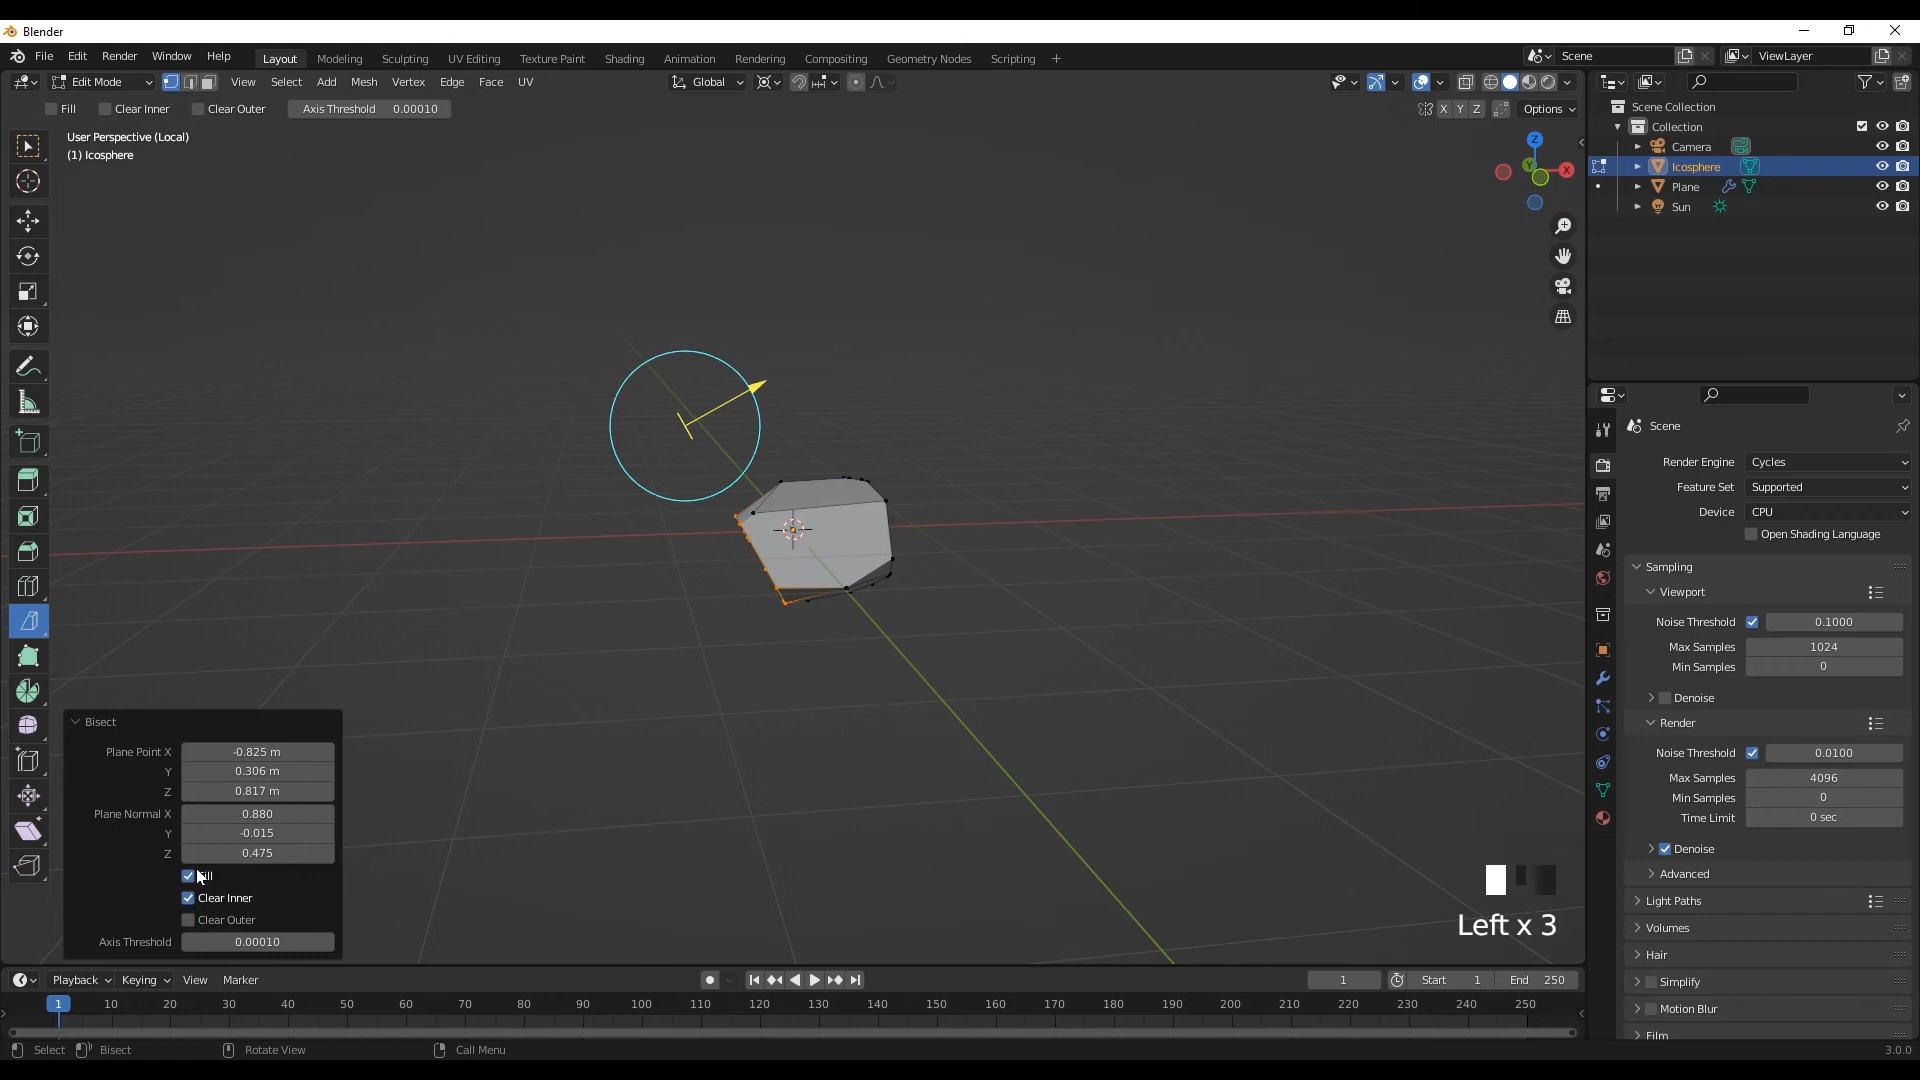 Blender
File Edit Render Window Help Layout Modeling Sculpting UV Editing Texture Paint Shading Animation Rendering Compositing Geometry Nodes Scripting + Scene ViewLayer
Edit Mode View Select Add Mesh Vertex Edge Face UV Global
Fill Clear Inner Clear Outer Axis Threshold 0.00010 X Y Z Options
User Perspective (Local)
(1) Icosphere
Z
Y
X
Scene Collection
Collection
Camera
Icosphere
Plane
Sun
Scene
Render Engine Cycles
Feature Set Supported
Device CPU
Open Shading Language
Sampling
Viewport
Noise Threshold 0.1000
Max Samples 1024
Min Samples 0
Denoise
Render
Noise Threshold 0.0100
Max Samples 4096
Min Samples 0
Time Limit 0 sec
Denoise
Advanced
Light Paths
Volumes
Hair
Simplify
Motion Blur
Film
Bisect
Plane Point X -0.825 m
Y 0.306 m
Z 0.817 m
Plane Normal X 0.880
Y -0.015
Z 0.475
Clear Inner
Clear Outer
Axis Threshold 0.00010
Left x 3
Playback Keying View Marker 1 Start 1 End 250
1 10 20 30 40 50 60 70 80 90 100 110 120 130 140 150 160 170 180 190 200 210 220 230 240 250
Select Bisect Rotate View Call Menu 3.0.0